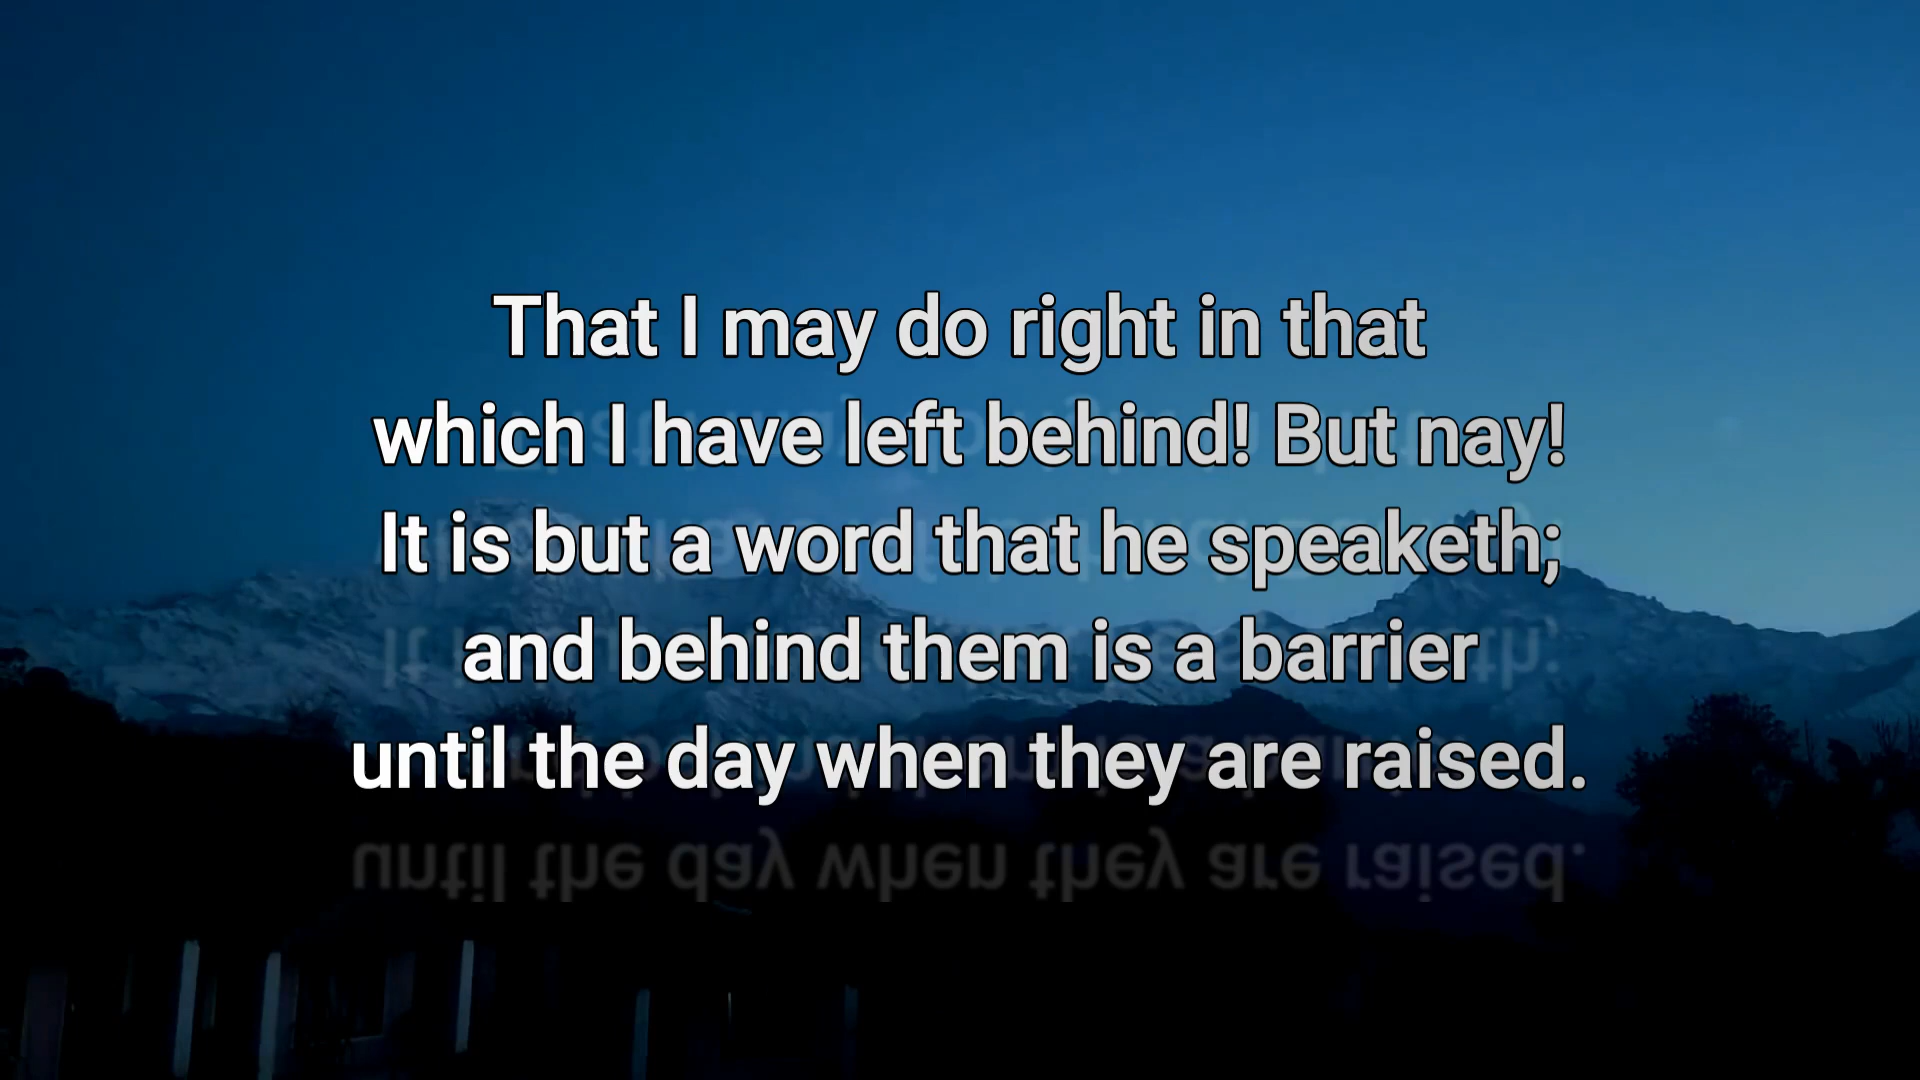 That I may do right in that
which I have left behind! But nay!
It is but a word that he speaketh;
and behind them is a barrier
until the day when they are raised.